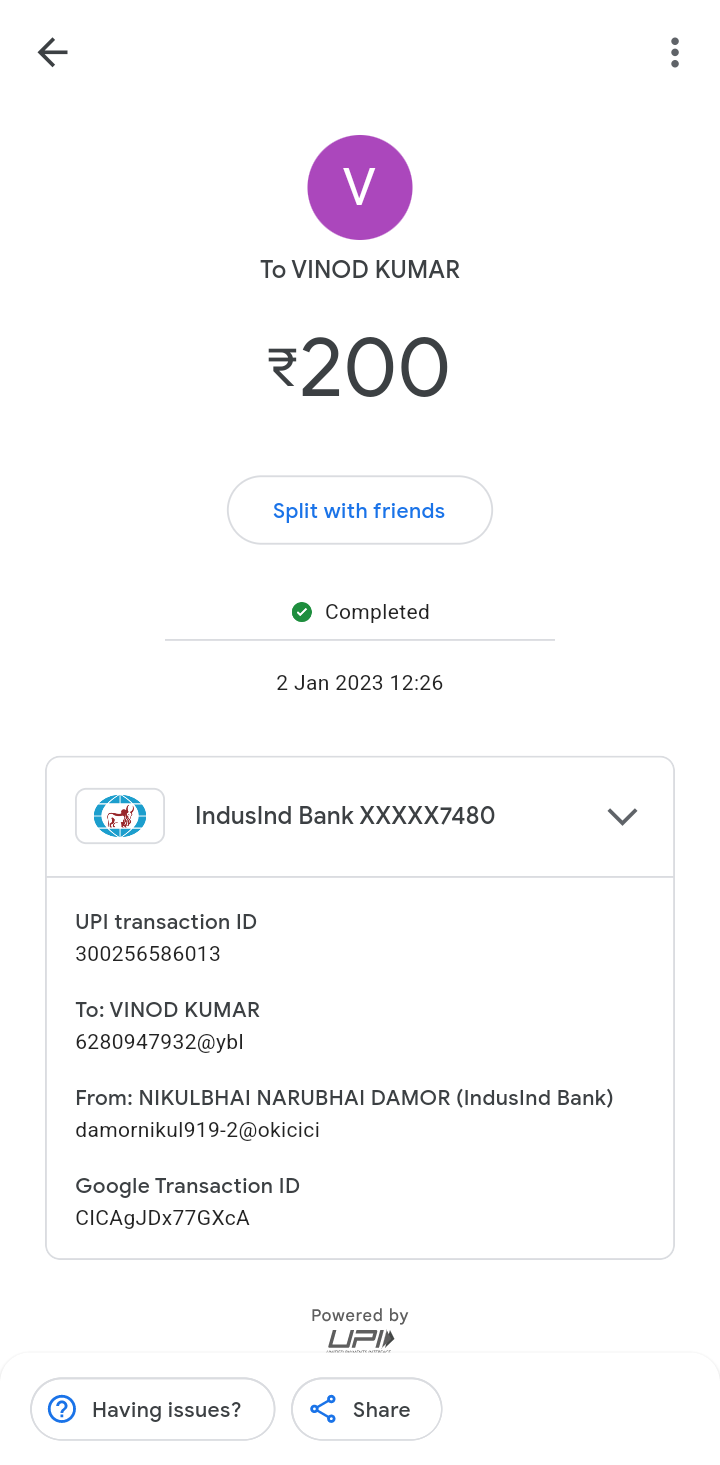 V
To VINOD KUMAR
₹200
Split with friends
Completed
2 Jan 2023 12:26
IndusInd Bank XXXXX7480
UPI transaction ID
300256586013
To: VINOD KUMAR
6280947932@ybl
From: NIKULBHAI NARUBHAI DAMOR (IndusInd Bank)
damornikul919-2@okicici
Google Transaction ID
CICAgJDx77GXcA
Powered by
UPI
Having issues?
Share